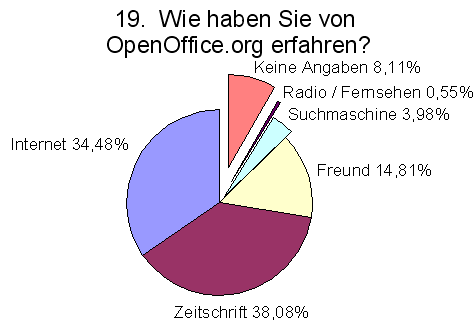 19. Wie haben Sie von
OpenOffice.org erfahren?
Keine Angaben 8,11%
Radio / Fernsehen 0,55%
Suchmaschine 3,98%
Internet 34,48%
Freund 14,81%
Zeitschrift 38,08%